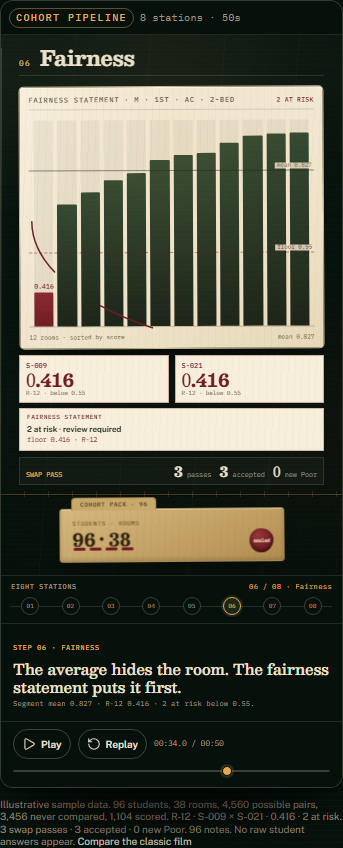 COHORT PIPELINE 8 stations · 50s
06 Fairness
FAIRNESS STATEMENT · M · 1ST · AC · 2-BED 2 AT RISK
mean 0.827
floor 0.55
0.416
12 rooms · sorted by score mean 0.827
S-009
0.416
R-12 · below 0.55
S-021
0.416
R-12 · below 0.55
FAIRNESS STATEMENT
2 at risk · review required
floor 0.416 · R-12
SWAP PASS 3 passes 3 accepted 0 new Poor
COHORT PACK · 96
STUDENTS · ROOMS
96·38
sealed
EIGHT STATIONS 06 / 08 · Fairness
01 02 03 04 05 06 07 08
STEP 06 · FAIRNESS
The average hides the room. The fairness
statement puts it first.
Segment mean 0.827 · R-12 0.416 · 2 at risk below 0.55.
Play Replay 00:34.0 / 00:50
Illustrative sample data. 96 students, 38 rooms, 4,560 possible pairs,
3,456 never compared, 1,104 scored. R-12 · S-009 × S-021 · 0.416 · 2 at risk.
3 swap passes · 3 accepted · 0 new Poor. 96 notes. No raw student
answers appear. Compare the classic film